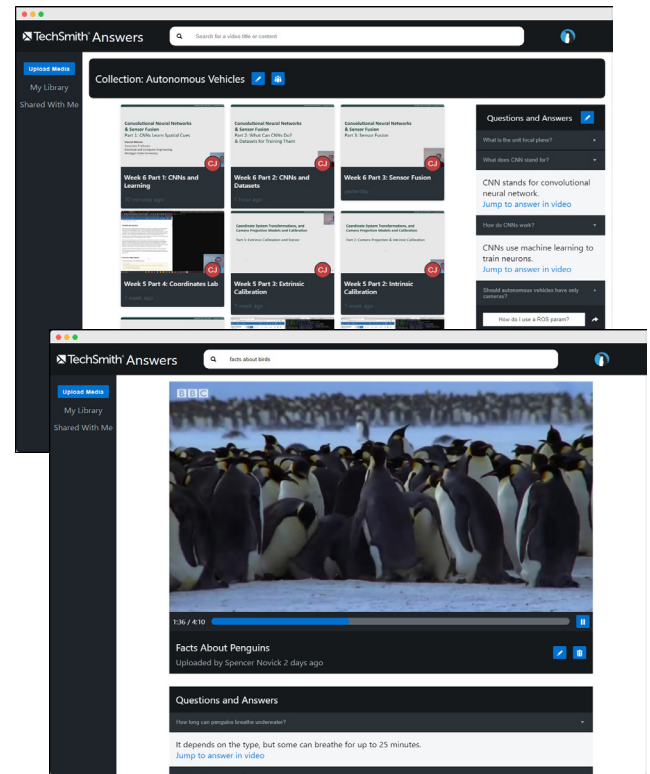 TechSmith® Answers
Search for a video title or content
Upload Media
My Library
Shared With Me
Collection: Autonomous Vehicles
Convolutional Neural Networks
& Sensor Fusion
Part 1: CNNs Learn Spatial Cues
CJ
Week 6 Part 1: CNNs and
Learning
30 minutes ago
Convolutional Neural Networks
& Sensor Fusion
Part 2: What Can CNNs Do?
& Datasets for Training Them
CJ
Week 6 Part 2: CNNs and
Datasets
1 hour ago
Convolutional Neural Networks
& Sensor Fusion
Part 3: Sensor Fusion
CJ
Week 6 Part 3: Sensor Fusion
yesterday
CJ
Week 5 Part 4: Coordinates Lab
1 week ago
Coordinate System Transformations, and
Camera Projection Models and Calibration
Part 3: Extrinsic Calibration and Stereo
CJ
Week 5 Part 3: Extrinsic
Calibration
1 week ago
Coordinate System Transformations, and
Camera Projection Models and Calibration
Part 2: Camera Projection & Intrinsic Calibration
CJ
Week 5 Part 2: Intrinsic
Calibration
1 week ago
Questions and Answers
What is the unit focal plane?
What does CNN stand for?
CNN stands for convolutional
neural network.
Jump to answer in video
How do CNNs work?
CNNs use machine learning to
train neurons.
Jump to answer in video
Should autonomous vehicles have only
cameras?
How do I use a ROS param?
TechSmith® Answers
facts about birds
Upload Media
My Library
Shared With Me
BBC
1:36 / 4:10
Facts About Penguins
Uploaded by Spencer Novick 2 days ago
Questions and Answers
How long can penguins breathe underwater?
It depends on the type, but some can breathe for up to 25 minutes.
Jump to answer in video